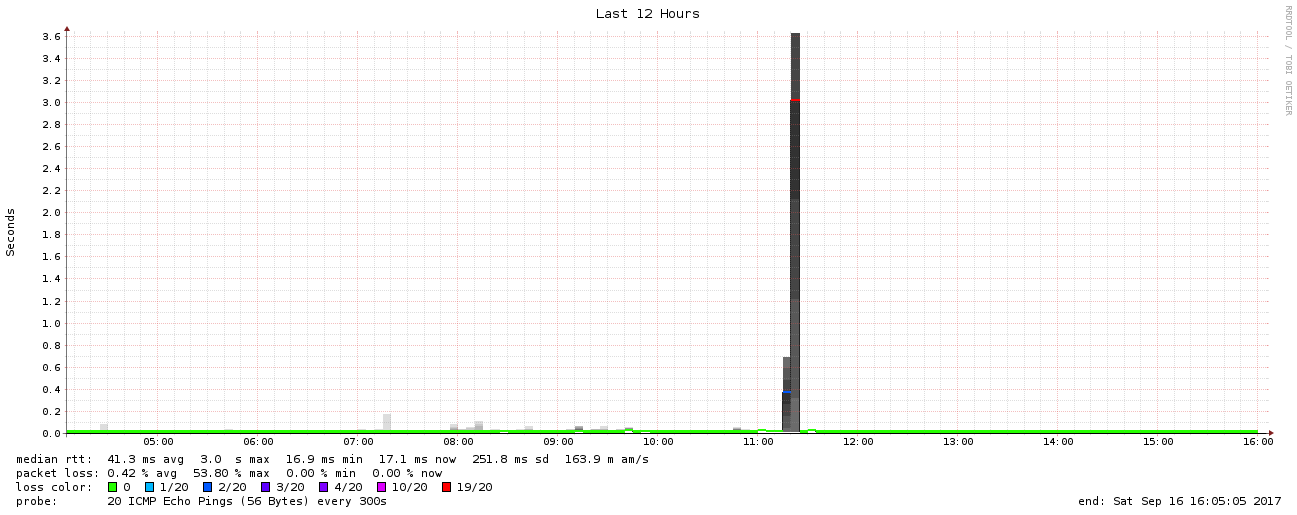 Last 12 Hours
RRDTOOL / TOBI OETIKER
Seconds
3.6
3.4
3.2
3.0
2.8
2.6
2.4
2.2
2.0
1.8
1.6
1.4
1.2
1.0
0.8
0.6
0.4
0.2
0.0
05:00 06:00 07:00 08:00 09:00 10:00 11:00 12:00 13:00 14:00 15:00 16:00
median rtt: 41.3 ms avg 3.0 s max 16.9 ms min 17.1 ms now 251.8 ms sd 163.9 m am/s
packet loss: 0.42 % avg 53.80 % max 0.00 % min 0.00 % now
loss color: 0 1/20 2/20 3/20 4/20 10/20 19/20
probe: 20 ICMP Echo Pings (56 Bytes) every 300s
end: Sat Sep 16 16:05:05 2017